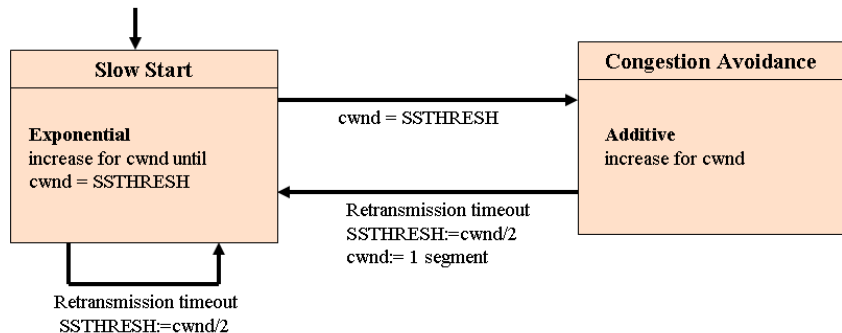 Slow Start
Exponential
increase for cwnd until
cwnd = SSTHRESH
Retransmission timeout
SSTHRESH:=cwnd/2
cwnd = SSTHRESH
Retransmission timeout
SSTHRESH:=cwnd/2
cwnd:= 1 segment
Congestion Avoidance
Additive
increase for cwnd